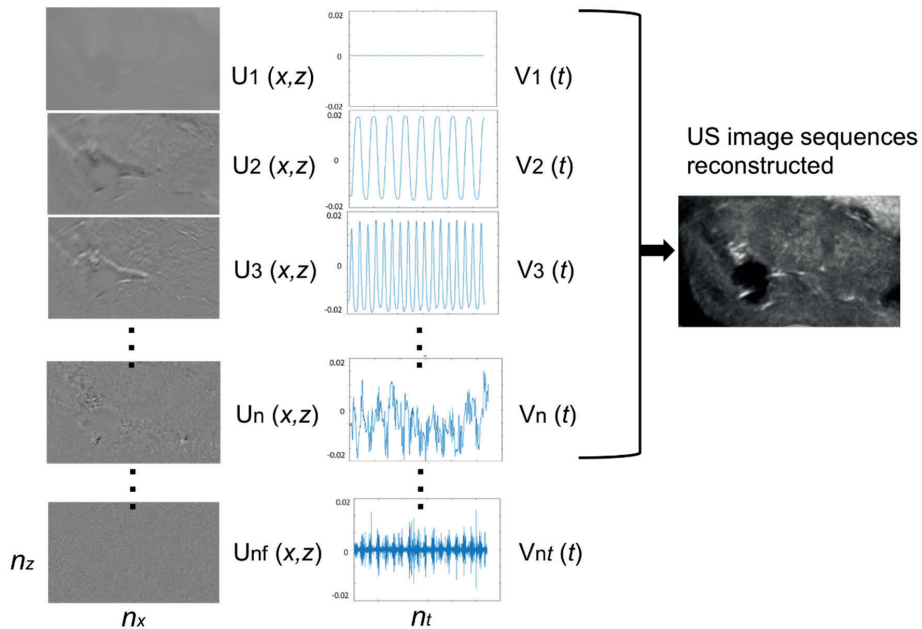 0.02
0
-0.02
U1 (x,z)
V1 (t)
0.02
0
-0.02
U2 (x,z)
V2 (t)
US image sequences
reconstructed
0.02
0
-0.02
U3 (x,z)
V3 (t)
0.02
0
-0.02
Un (x,z)
Vn (t)
0.02
0
-0.02
Unf (x,z)
Vnt (t)
nz
nx
nt